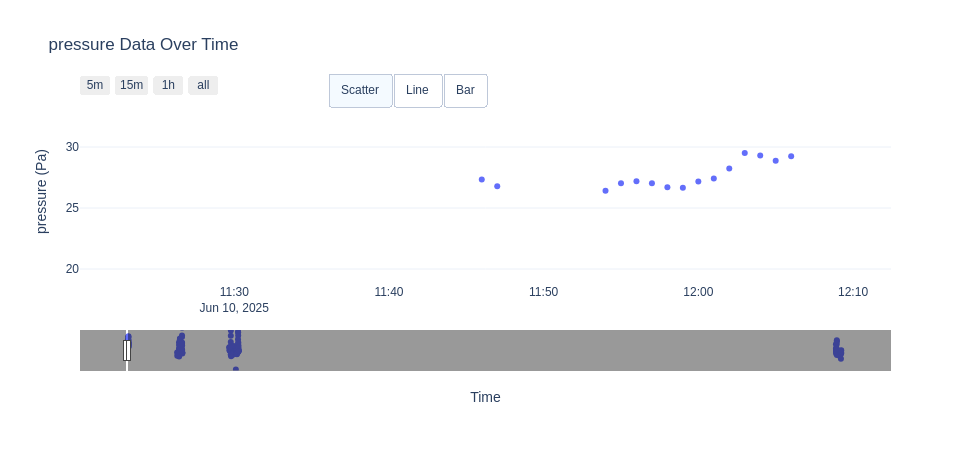 pressure Data Over Time
5m 15m 1h all
Scatter Line Bar
30
25
20
pressure (Pa)
11:30 11:40 11:50 12:00 12:10
Jun 10, 2025
Time